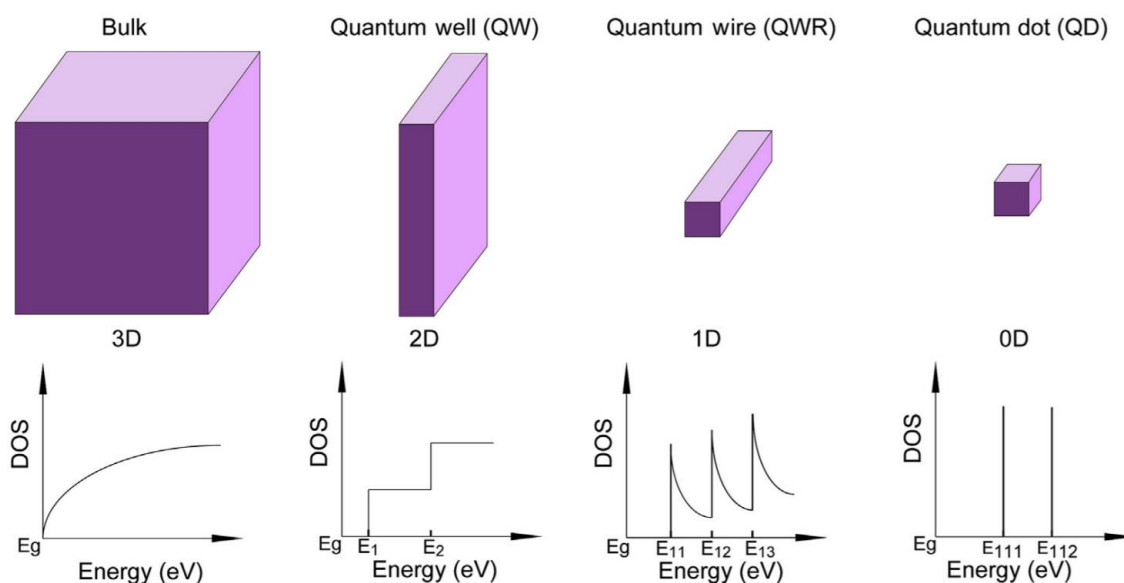 Bulk
Quantum well (QW)
Quantum wire (QWR)
Quantum dot (QD)
3D
2D
1D
0D
DOS
Eg
Energy (eV)
DOS
Eg
E1
E2
Energy (eV)
DOS
Eg
E11
E12
E13
Energy (eV)
DOS
Eg
E111
E112
Energy (eV)